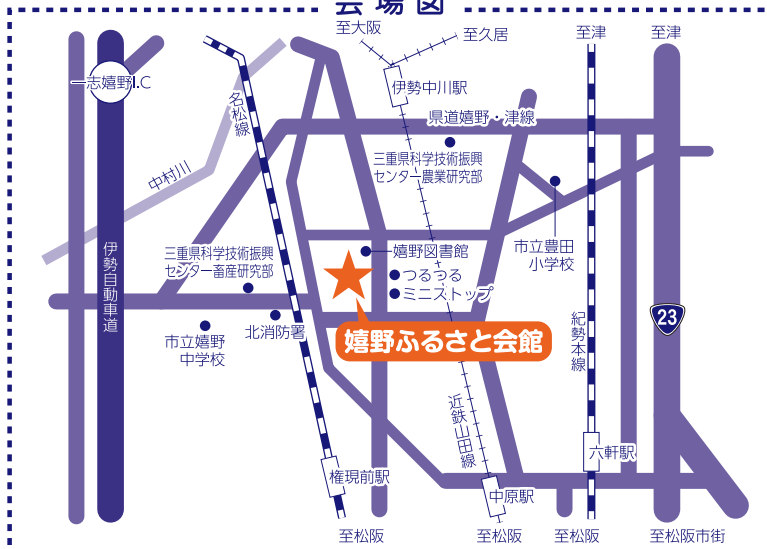 会場図
至大阪
至久居
至津
至津
一志嬉野I.C
伊勢中川駅
名松線
県道嬉野・津線
三重県科学技術振興
センター農業研究部
中村川
市立豊田
小学校
伊勢自動車道
三重県科学技術振興
センター畜産研究部
嬉野図書館
つるつる
ミニストップ
北消防署
市立嬉野
中学校
嬉野ふるさと会館
紀勢本線
23
近鉄山田線
六軒駅
権現前駅
中原駅
至松阪
至松阪
至松阪
至松阪市街